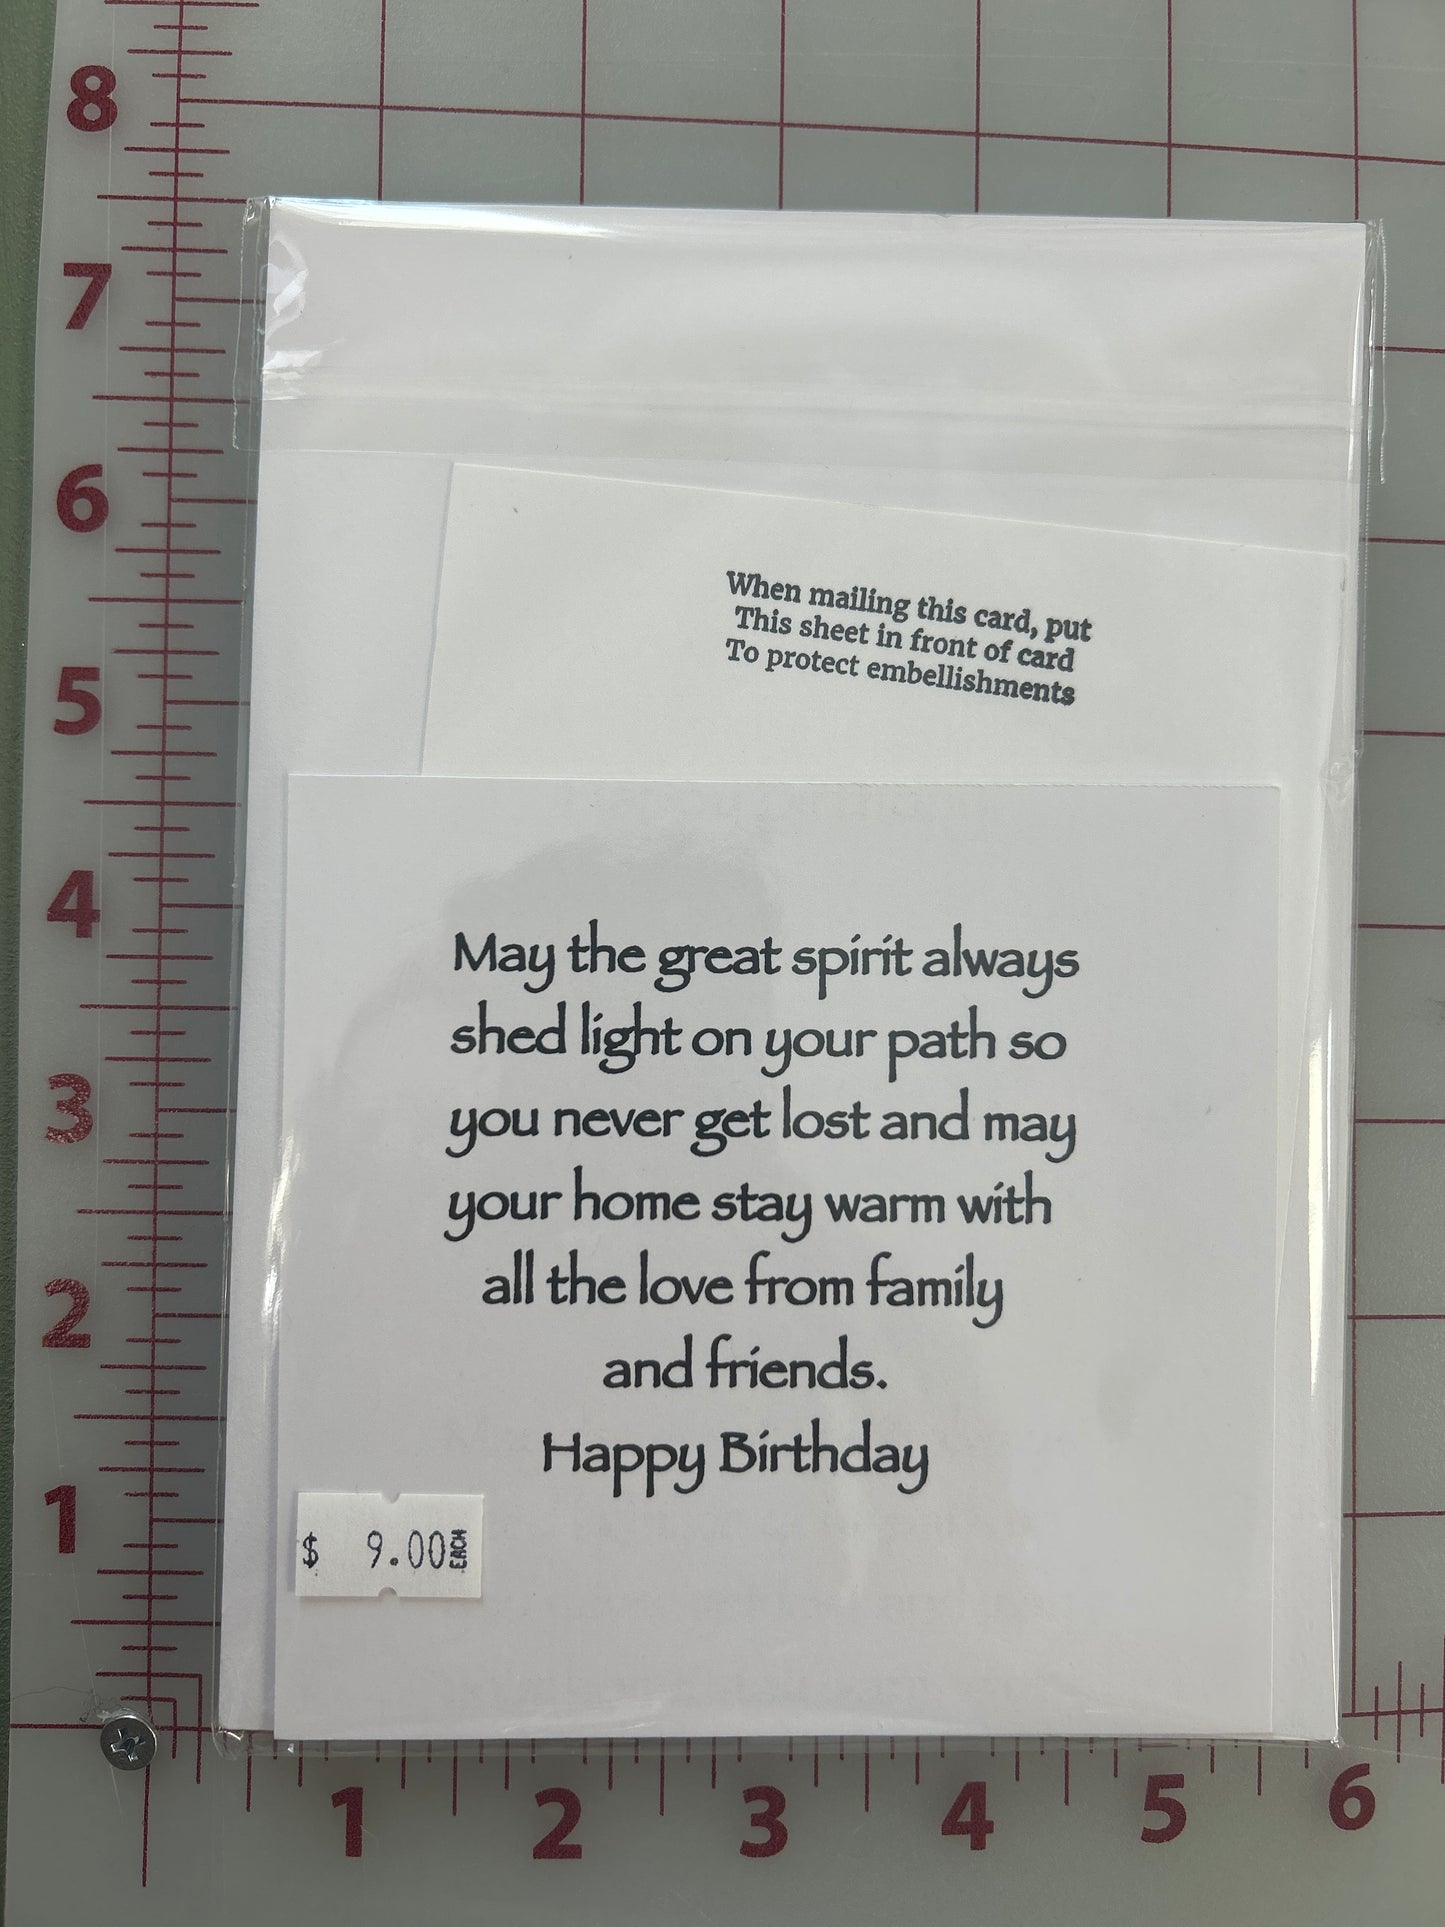 8
7
6
5
4
3
2
1
When mailing this card, put
This sheet in front of card
To protect embellishments
May the great spirit always
shed light on your path so
you never get lost and may
your home stay warm with
all the love from family
and friends.
Happy Birthday
$ 9.00 EACH
1 2 3 4 5 6